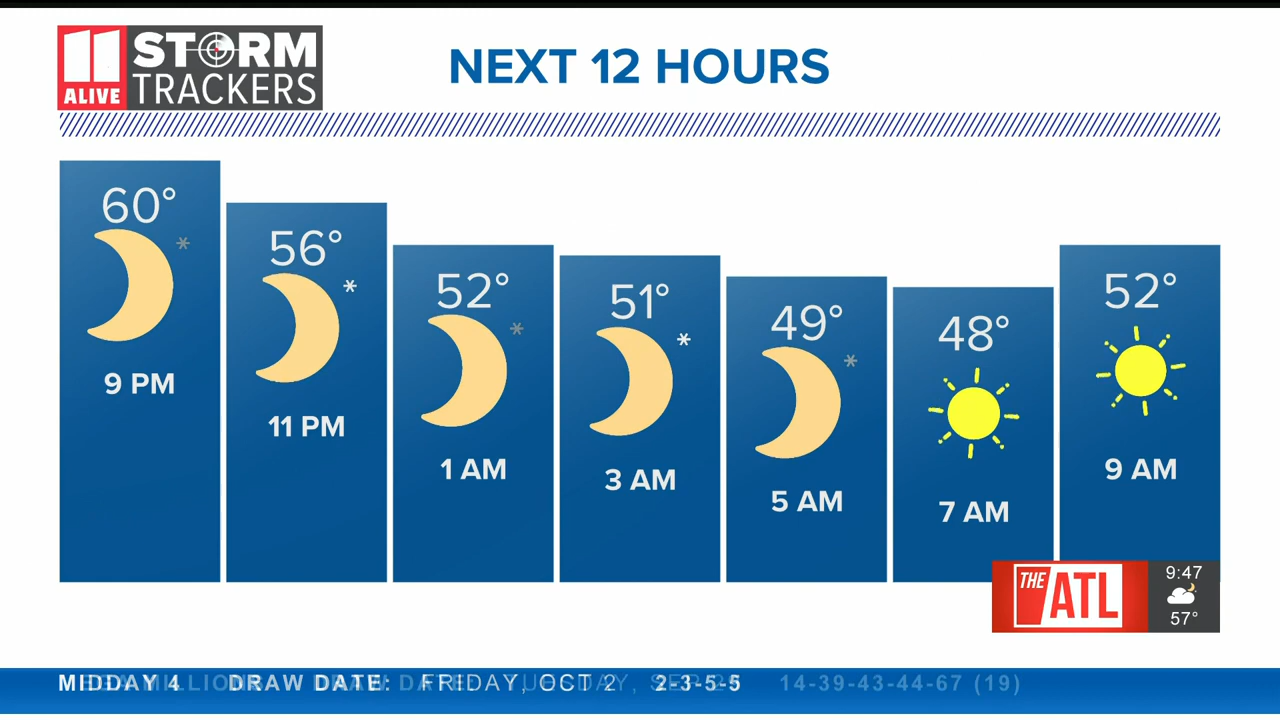 11 ALIVE STORM TRACKERS
NEXT 12 HOURS
60°
9 PM
56°
11 PM
52°
1 AM
51°
3 AM
49°
5 AM
48°
7 AM
52°
9 AM
THE ATL
9:47
57°
MIDDAY 4 DRAW DATE: FRIDAY, OCT 2 2-3-5-5 14-39-43-44-67 (19)